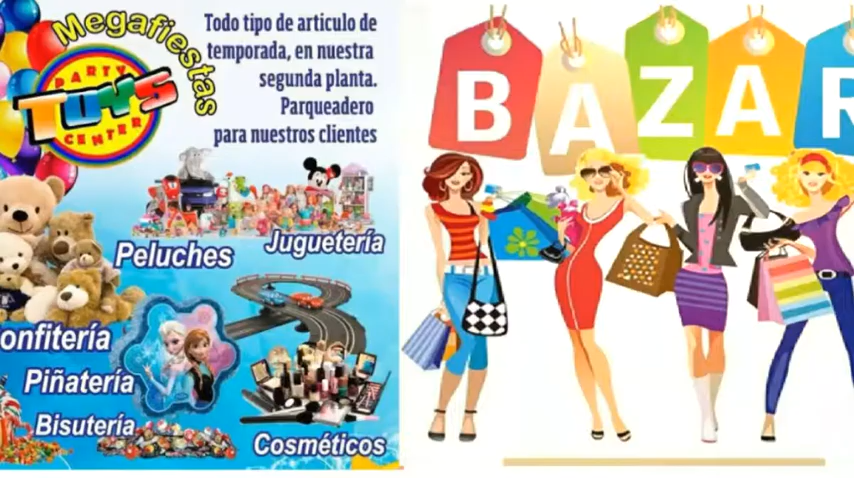 Megafiestas
PARTY
TOYS
CENTER
Todo tipo de articulo de
temporada, en nuestra
segunda planta.
Parqueadero
para nuestros clientes
Peluches
Juguetería
onfitería
Piñatería
Bisutería
Cosméticos
BAZAR